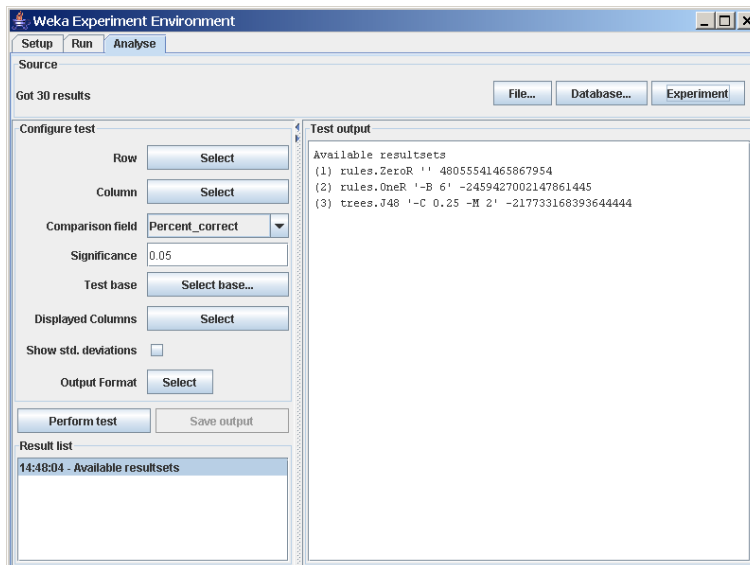 Weka Experiment Environment
Setup Run Analyse
Source
Got 30 results
File... Database... Experiment
Configure test
Row Select
Column Select
Comparison field Percent_correct
Significance 0.05
Test base Select base...
Displayed Columns Select
Show std. deviations
Output Format Select
Perform test Save output
Result list
14:48:04 - Available resultsets
Test output
Available resultsets
(1) rules.ZeroR '' 48055541465867954
(2) rules.OneR '-B 6' -2459427002147861445
(3) trees.J48 '-C 0.25 -M 2' -217733168393644444